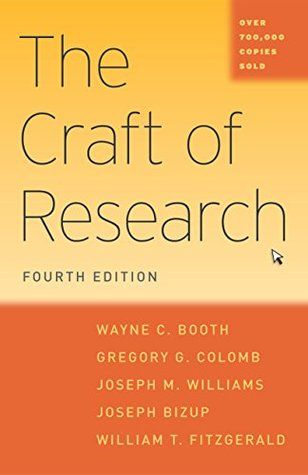 OVER
700,000
COPIES
SOLD
The
Craft of
Research
FOURTH EDITION
WAYNE C. BOOTH
GREGORY G. COLOMB
JOSEPH M. WILLIAMS
JOSEPH BIZUP
WILLIAM T. FITZGERALD